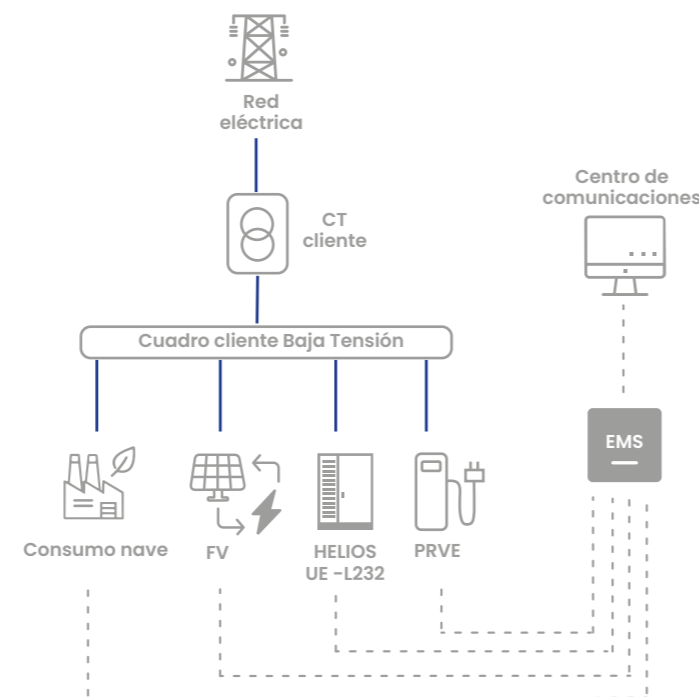 Red
eléctrica
Centro de
comunicaciones
CT
cliente
Cuadro cliente Baja Tensión
EMS
Consumo nave
FV
HELIOS
UE -L232
PRVE